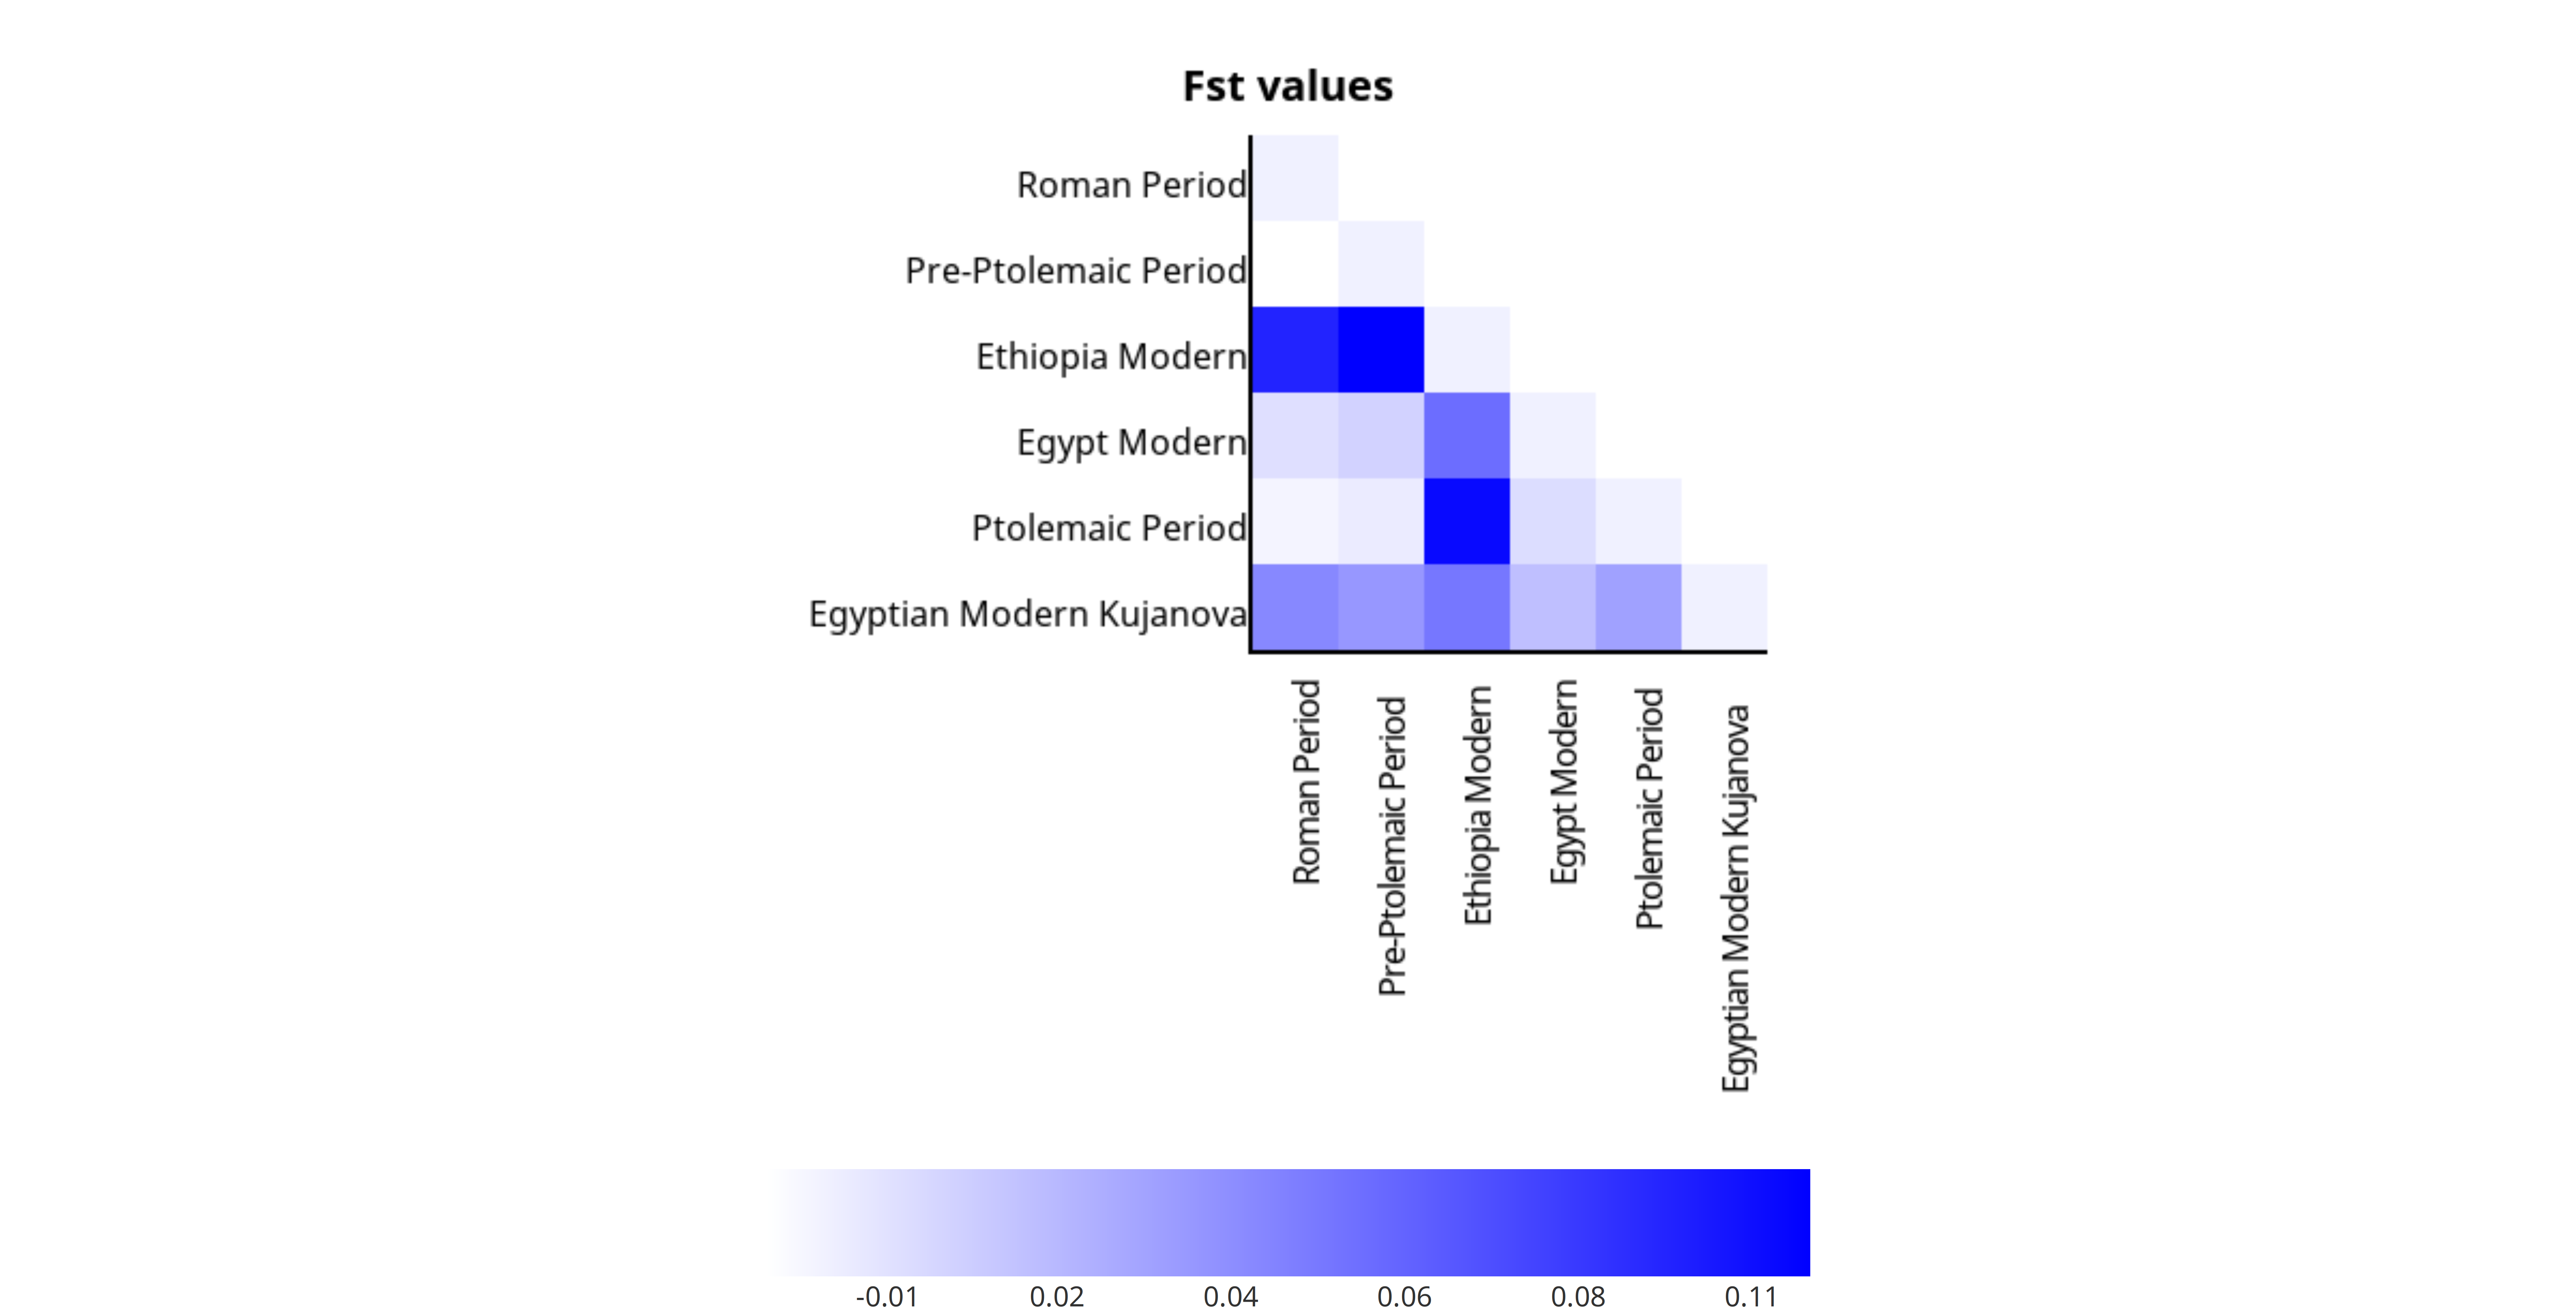 Fst values
Roman Period
Pre-Ptolemaic Period
Ethiopia Modern
Egypt Modern
Ptolemaic Period
Egyptian Modern Kujanova
Roman Period
Pre-Ptolemaic Period
Ethiopia Modern
Egypt Modern
Ptolemaic Period
Egyptian Modern Kujanova
-0.01 0.02 0.04 0.06 0.08 0.11